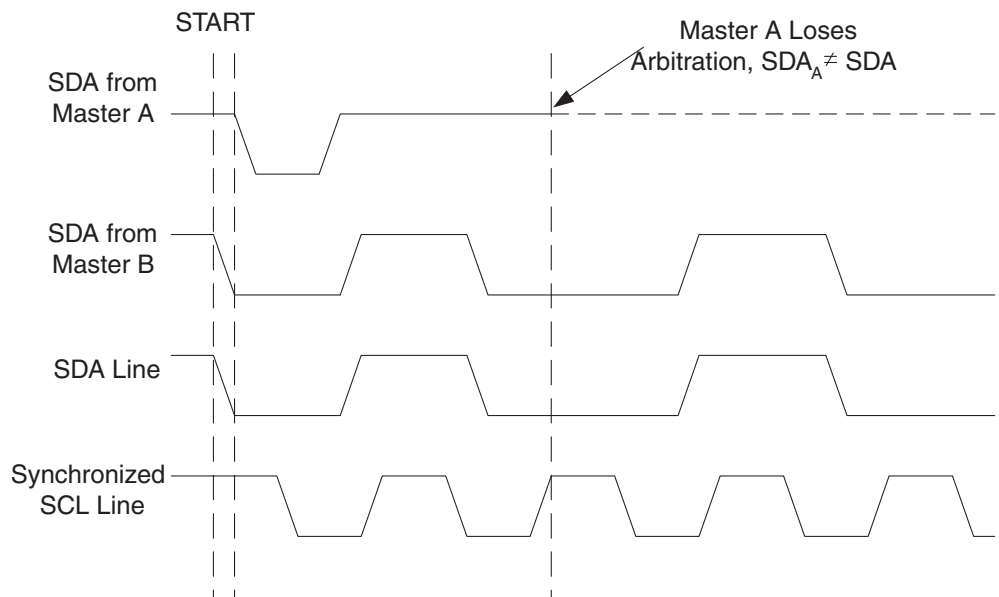 START
Master A Loses
Arbitration, SDA_A ≠ SDA
SDA from
Master A
SDA from
Master B
SDA Line
Synchronized
SCL Line